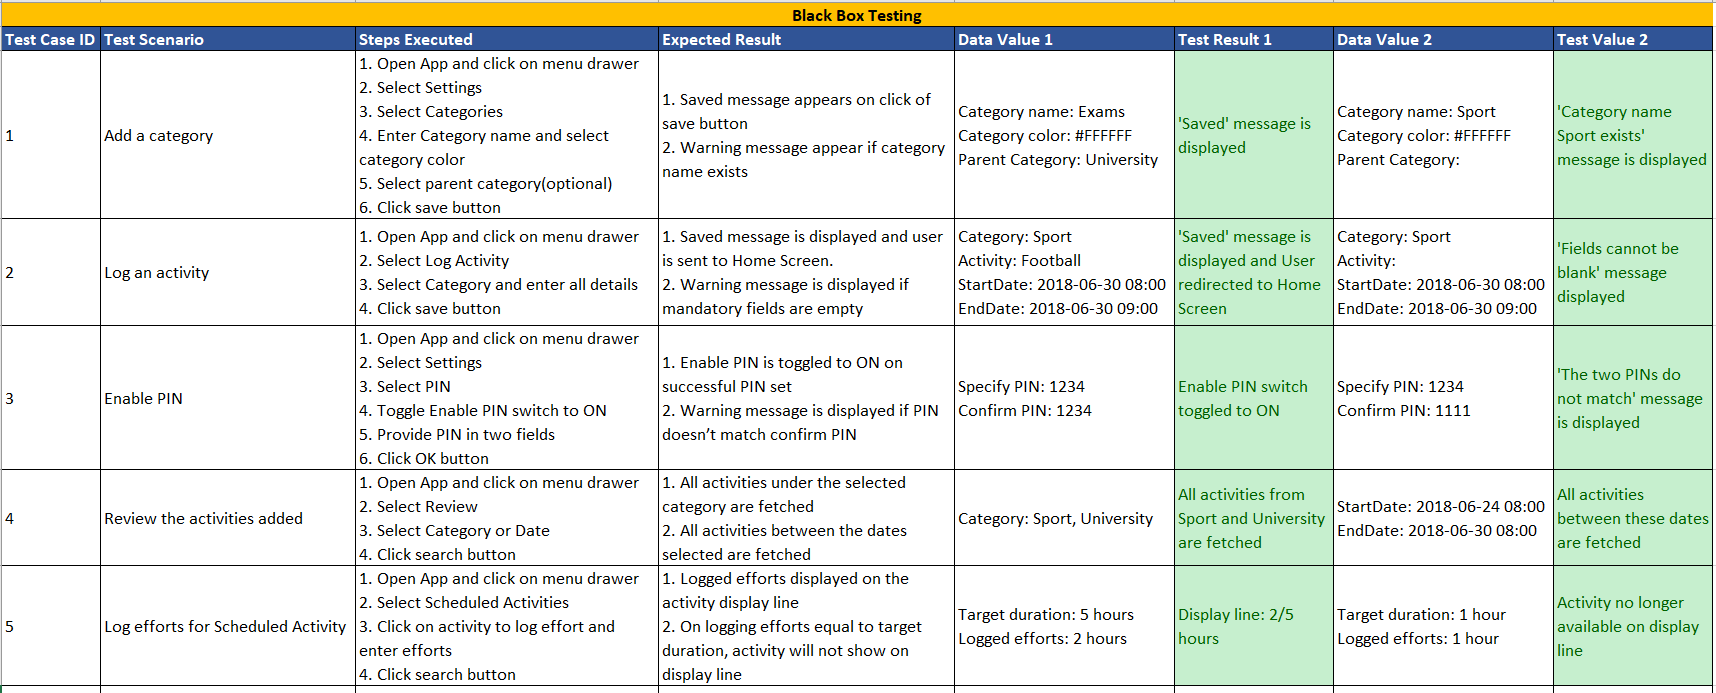 Black Box Testing
Test Case ID
Test Scenario
Steps Executed
Expected Result
Data Value 1
Test Result 1
Data Value 2
Test Value 2
1
Add a category
1. Open App and click on menu drawer
2. Select Settings
3. Select Categories
4. Enter Category name and select
category color
5. Select parent category(optional)
6. Click save button
1. Saved message appears on click of
save button
2. Warning message appear if category
name exists
Category name: Exams
Category color: #FFFFFF
Parent Category: University
'Saved' message is
displayed
Category name: Sport
Category color: #FFFFFF
Parent Category:
'Category name
Sport exists'
message is displayed
2
Log an activity
1. Open App and click on menu drawer
2. Select Log Activity
3. Select Category and enter all details
4. Click save button
1. Saved message is displayed and user
is sent to Home Screen.
2. Warning message is displayed if
mandatory fields are empty
Category: Sport
Activity: Football
StartDate: 2018-06-30 08:00
EndDate: 2018-06-30 09:00
'Saved' message is
displayed and User
redirected to Home
Screen
Category: Sport
Activity:
StartDate: 2018-06-30 08:00
EndDate: 2018-06-30 09:00
'Fields cannot be
blank' message
displayed
3
Enable PIN
1. Open App and click on menu drawer
2. Select Settings
3. Select PIN
4. Toggle Enable PIN switch to ON
5. Provide PIN in two fields
6. Click OK button
1. Enable PIN is toggled to ON on
successful PIN set
2. Warning message is displayed if PIN
doesn’t match confirm PIN
Specify PIN: 1234
Confirm PIN: 1234
Enable PIN switch
toggled to ON
Specify PIN: 1234
Confirm PIN: 1111
'The two PINs do
not match' message
is displayed
4
Review the activities added
1. Open App and click on menu drawer
2. Select Review
3. Select Category or Date
4. Click search button
1. All activities under the selected
category are fetched
2. All activities between the dates
selected are fetched
Category: Sport, University
All activities from
Sport and University
are fetched
StartDate: 2018-06-24 08:00
EndDate: 2018-06-30 08:00
All activities
between these dates
are fetched
5
Log efforts for Scheduled Activity
1. Open App and click on menu drawer
2. Select Scheduled Activities
3. Click on activity to log effort and
enter efforts
4. Click search button
1. Logged efforts displayed on the
activity display line
2. On logging efforts equal to target
duration, activity will not show on
display line
Target duration: 5 hours
Logged efforts: 2 hours
Display line: 2/5
hours
Target duration: 1 hour
Logged efforts: 1 hour
Activity no longer
available on display
line